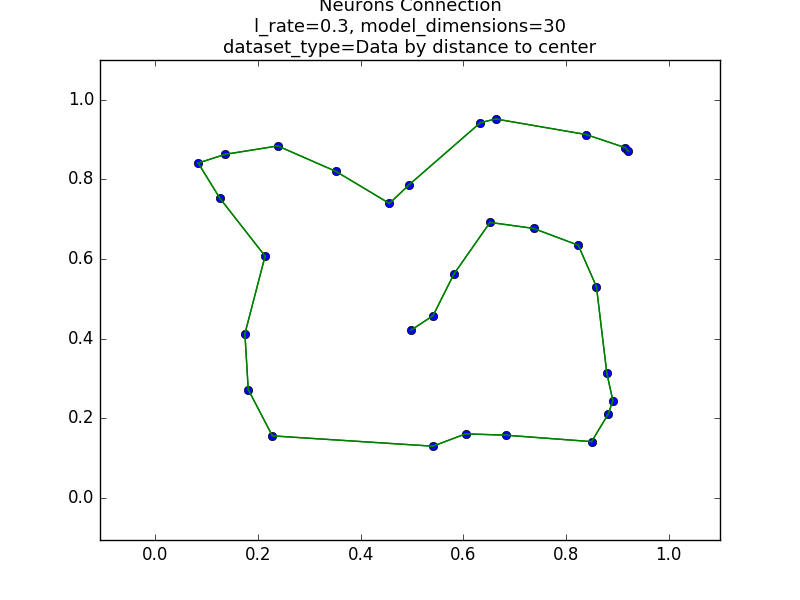 Neurons Connection
l_rate=0.3, model_dimensions=30
dataset_type=Data by distance to center
1.0
0.8
0.6
0.4
0.2
0.0
0.0 0.2 0.4 0.6 0.8 1.0